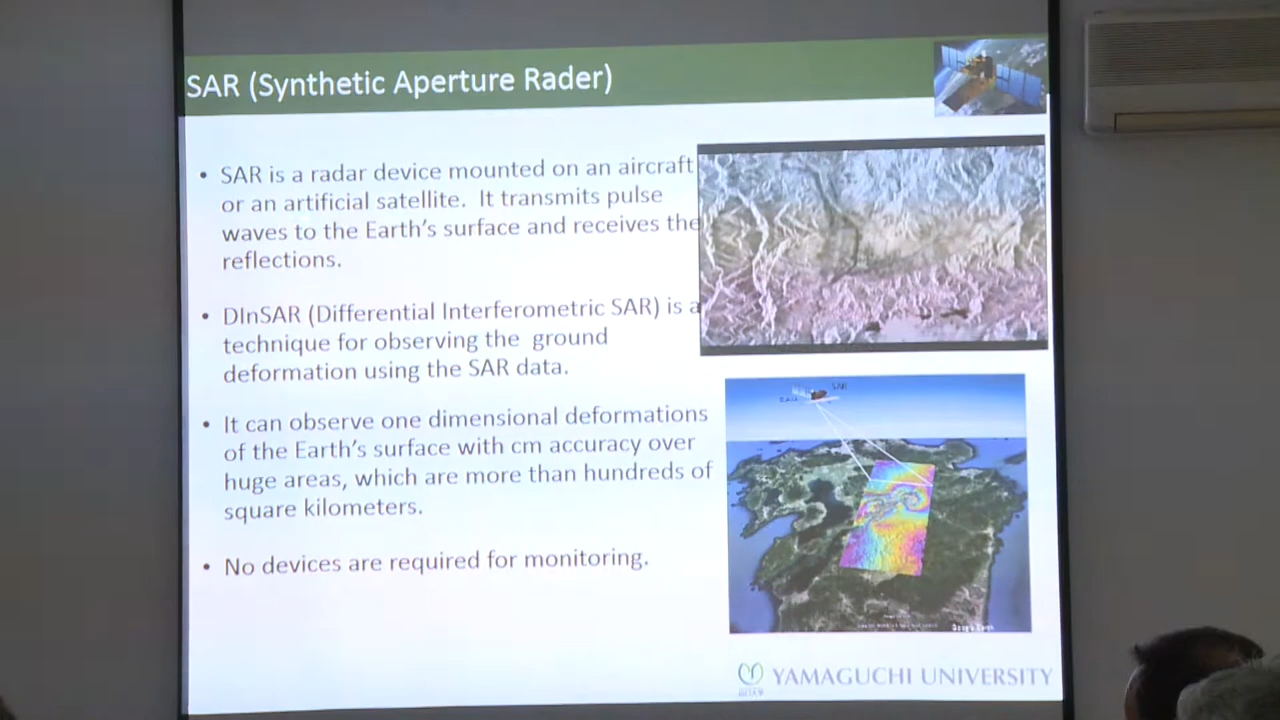 SAR (Synthetic Aperture Rader)
• SAR is a radar device mounted on an aircraft
or an artificial satellite. It transmits pulse
waves to the Earth's surface and receives the
reflections.
• DInSAR (Differential Interferometric SAR) is a
technique for observing the ground
deformation using the SAR data.
• It can observe one dimensional deformations
of the Earth's surface with cm accuracy over
huge areas, which are more than hundreds of
square kilometers.
• No devices are required for monitoring.
SAR
Google Earth
YAMAGUCHI UNIVERSITY